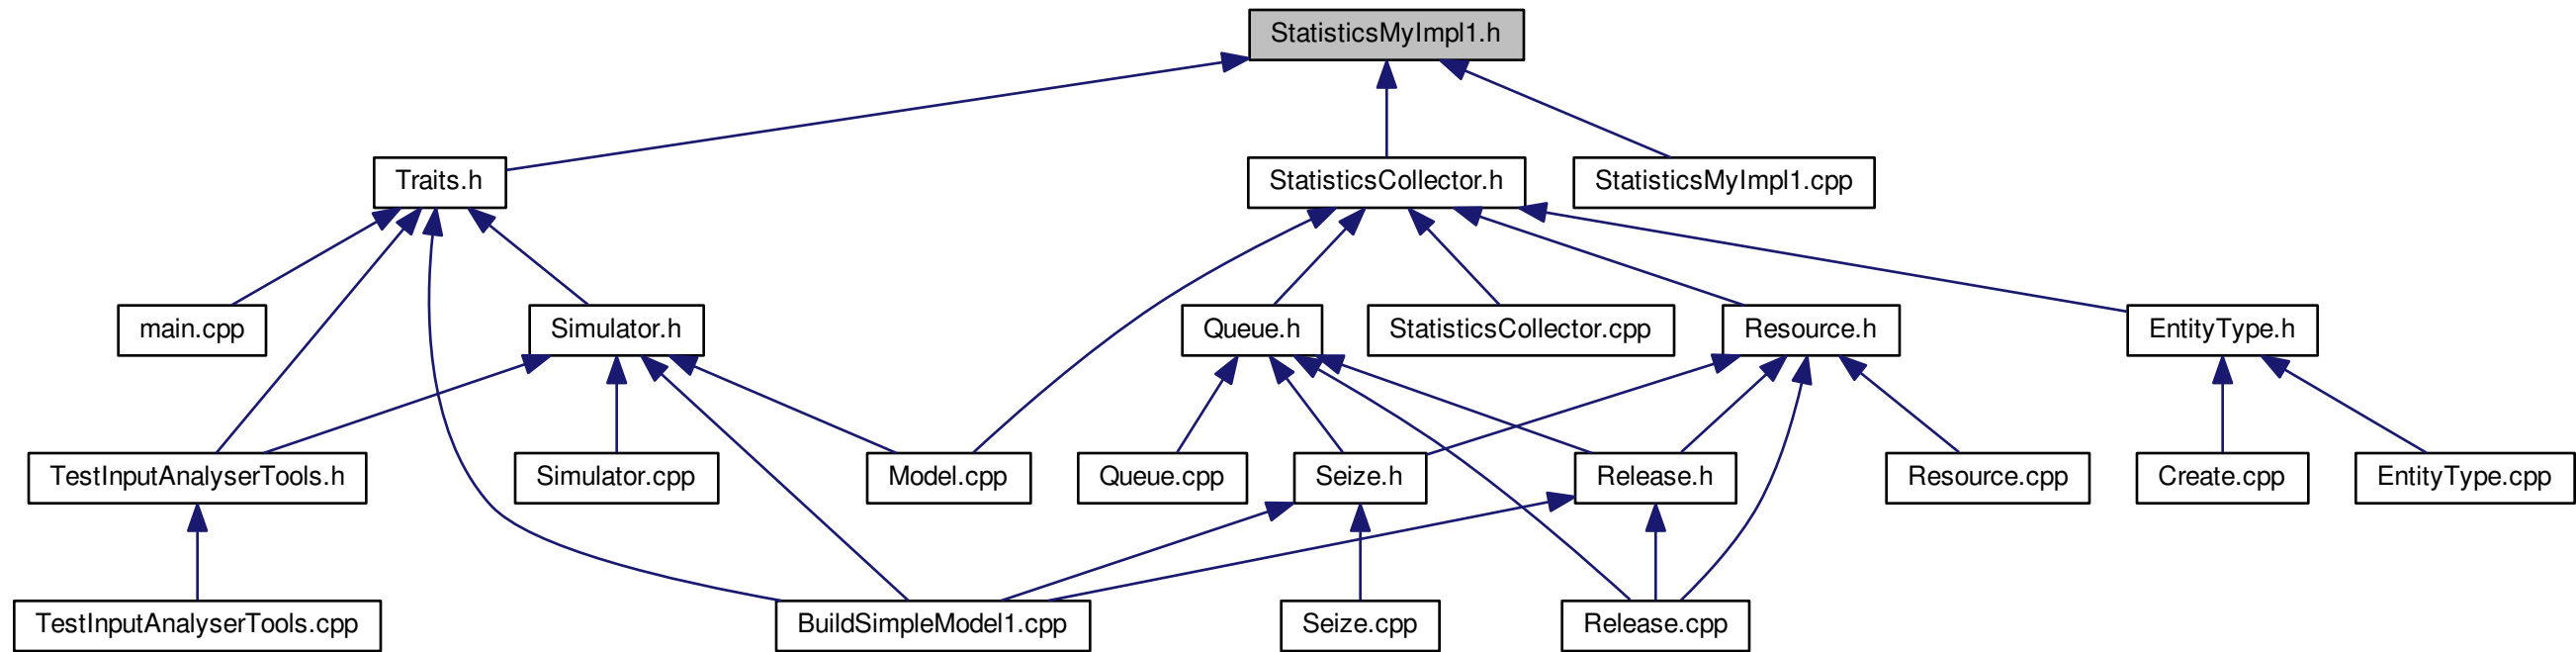 StatisticsMyImpl1.h
Traits.h
StatisticsCollector.h
StatisticsMyImpl1.cpp
main.cpp
Simulator.h
Queue.h
StatisticsCollector.cpp
Resource.h
EntityType.h
TestInputAnalyserTools.h
Simulator.cpp
Model.cpp
Queue.cpp
Seize.h
Release.h
Resource.cpp
Create.cpp
EntityType.cpp
TestInputAnalyserTools.cpp
BuildSimpleModel1.cpp
Seize.cpp
Release.cpp